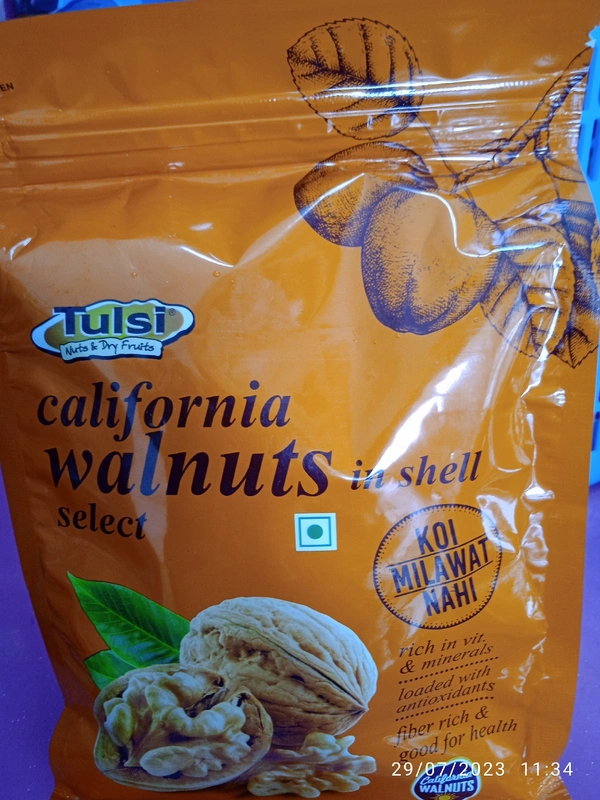 EN
Tulsi®
Nuts & Dry Fruits
california
walnuts in shell
select
KOI
MILAWAT
NAHI
rich in vit.
& minerals
loaded with
antioxidants
fiber rich &
good for health
29/07/2023 11:34
California
WALNUTS